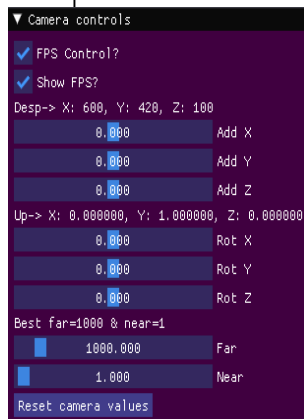 ▼ Camera controls
FPS Control?
Show FPS?
Desp-> X: 600, Y: 420, Z: 100
0.000 Add X
0.000 Add Y
0.000 Add Z
Up-> X: 0.000000, Y: 1.000000, Z: 0.000000
0.000 Rot X
0.000 Rot Y
0.000 Rot Z
Best far=1000 & near=1
1000.000 Far
1.000 Near
Reset camera values